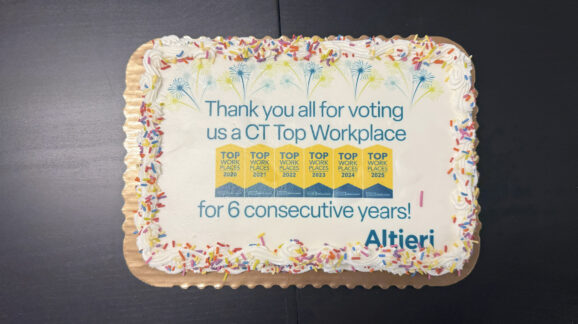 Thank you all for voting
us a CT Top Workplace
TOP TOP TOP TOP TOP TOP
WORK WORK WORK WORK WORK WORK
PLACES PLACES PLACES PLACES PLACES PLACES
2020 2021 2022 2023 2024 2025
for 6 consecutive years!
Altieri